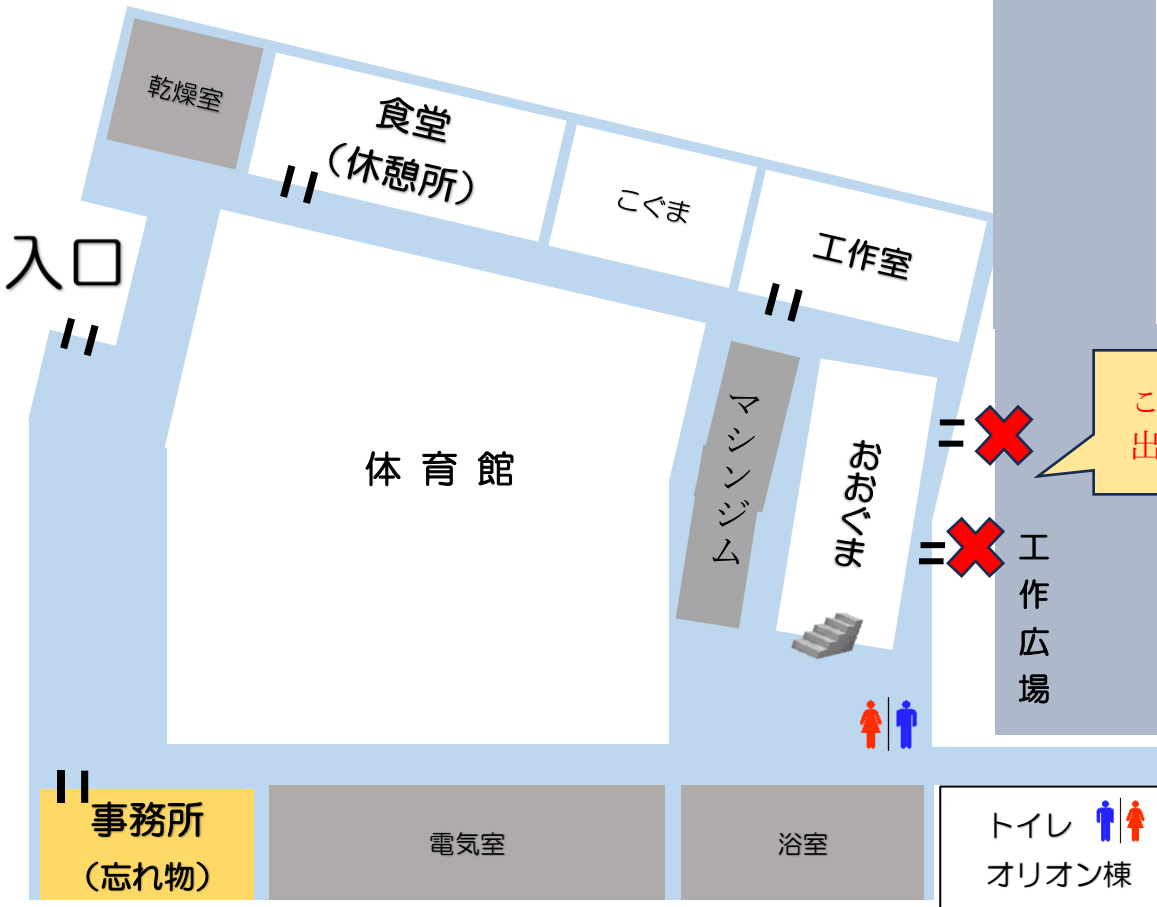 乾燥室
食堂
（休憩所）
こぐま
工作室
入口
体育館
マシンジム
おおぐま
こ
出
工作広場
事務所
（忘れ物）
電気室
浴室
トイレ
オリオン棟